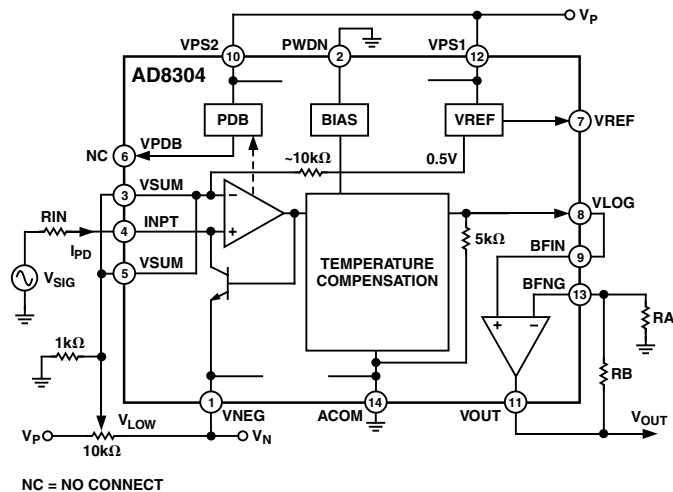 V_P
VPS2
PWDN
VPS1
10
2
12
AD8304
PDB
BIAS
VREF
7
VREF
NC
6
VPDB
~10kΩ
0.5V
3
VSUM
−
VLOG
8
RIN
4
INPT
+
I_PD
5kΩ
BFIN
9
TEMPERATURE
COMPENSATION
V_SIG
5
VSUM
BFNG
13
+
−
RA
1kΩ
RB
1
VNEG
14
ACOM
11
VOUT
V_LOW
V_OUT
V_P
V_N
10kΩ
NC = NO CONNECT